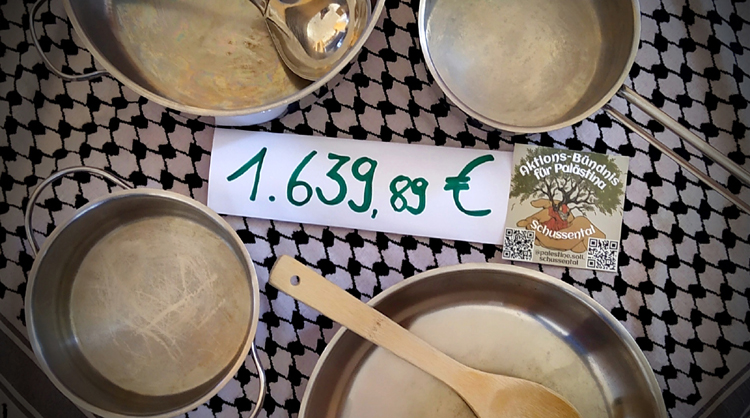 1.639,89 €
Aktions-Bündnis
für Palästina
Schussental
@palestine.soli.
schussental